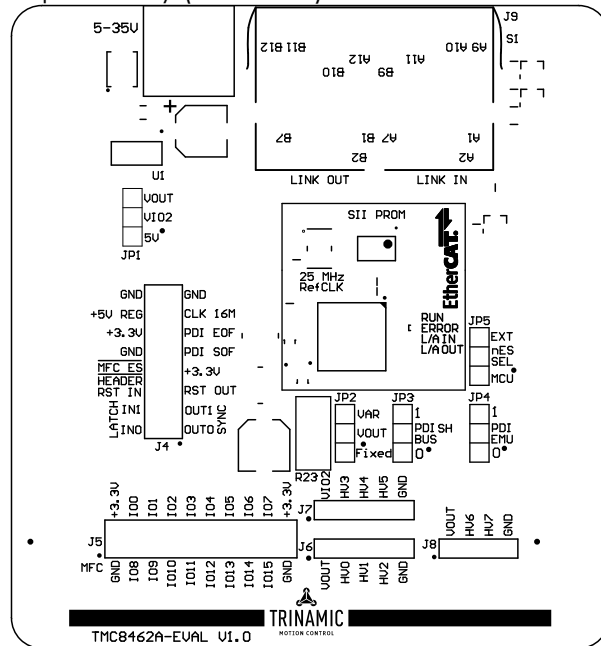 5-35V
J9
SI
B12 B11
A12
A11
A10 A9
B10
B9
B7
B1 A7
A1
B2
A2
+
LINK OUT
LINK IN
U1
VOUT
VIO2
5V
JP1
SII PROM
25 MHz
RefCLK
EtherCAT
RUN
ERROR
L/A IN
L/A OUT
GND GND
+5V REG CLK 16M
+3.3V PDI EOF
GND PDI SOF
MFC ES +3.3V
HEADER
RST IN RST OUT
LATCH IN1 OUT1 SYNC
IN0 OUT0
J4
JP5
EXT
nES
SEL
MCU
JP2
VAR
VOUT
Fixed
JP3
1
PDI SH
BUS
0
JP4
1
PDI
EMU
0
R23
+3.3V IO0 IO1 IO2 IO3 IO4 IO5 IO6 IO7 +3.3V
J5
MFC
GND IO8 IO9 IO10 IO11 IO12 IO13 IO14 IO15 GND
VIO2 HV3 HV4 HV5 GND
J7
J6
VOUT HV0 HV1 HV2 GND
VOUT HV6 HV7 GND
J8
TRINAMIC
MOTION CONTROL
TMC8462A-EVAL V1.0